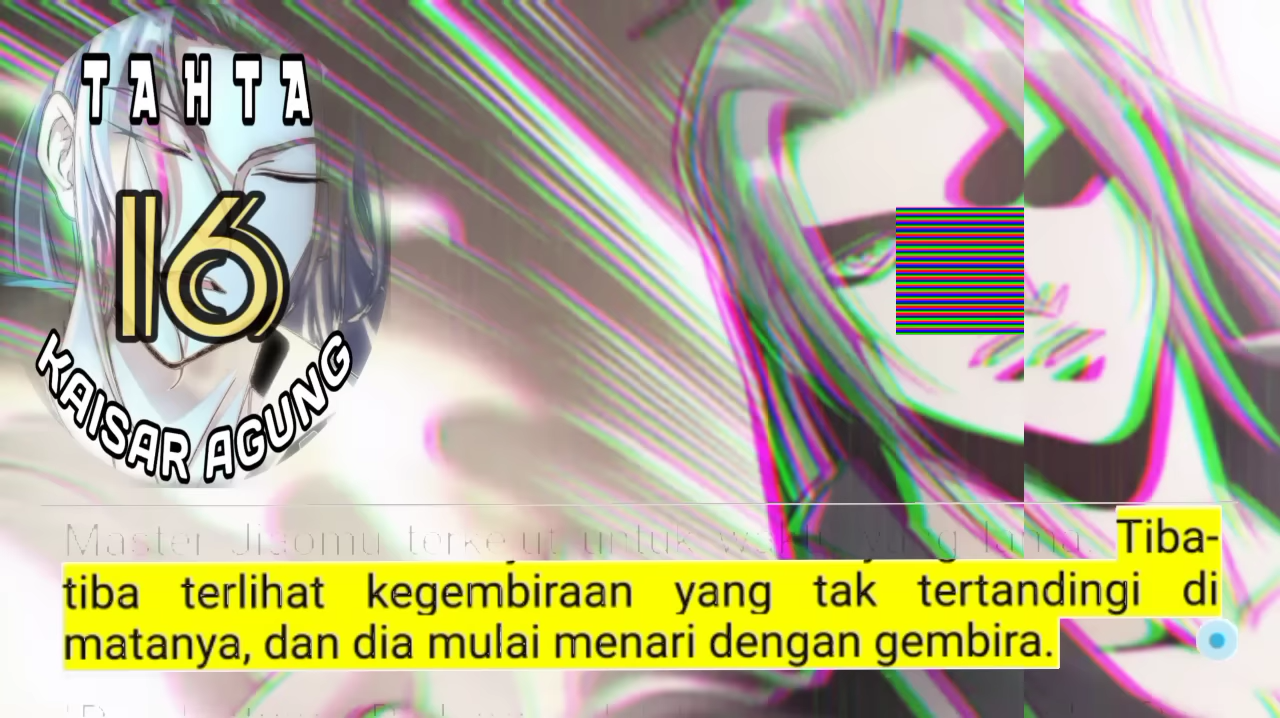 TAHTA
16
KAISAR AGUNG
Master Jiaomu terkejut untuk waktu yang lama. Tiba-
tiba terlihat kegembiraan yang tak tertandingi di
matanya, dan dia mulai menari dengan gembira.